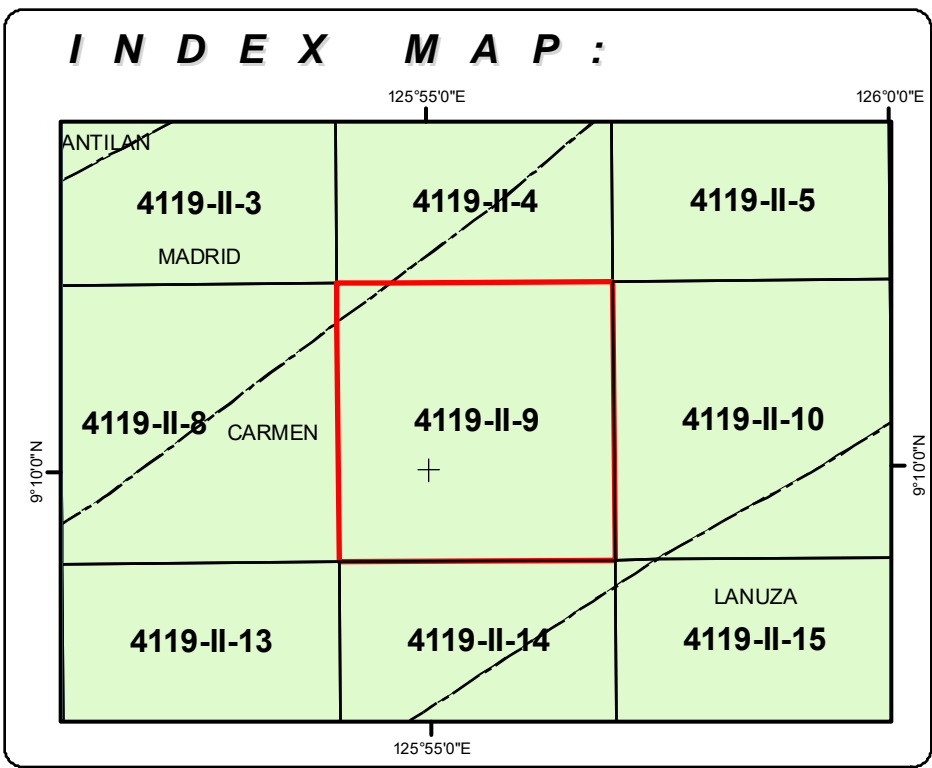 INDEX MAP:
125°55'0"E
126°0'0"E
ANTILAN
4119-II-3
4119-II-4
4119-II-5
MADRID
4119-II-8
CARMEN
4119-II-9
4119-II-10
9°10'0"N
9°10'0"N
LANUZA
4119-II-13
4119-II-14
4119-II-15
125°55'0"E